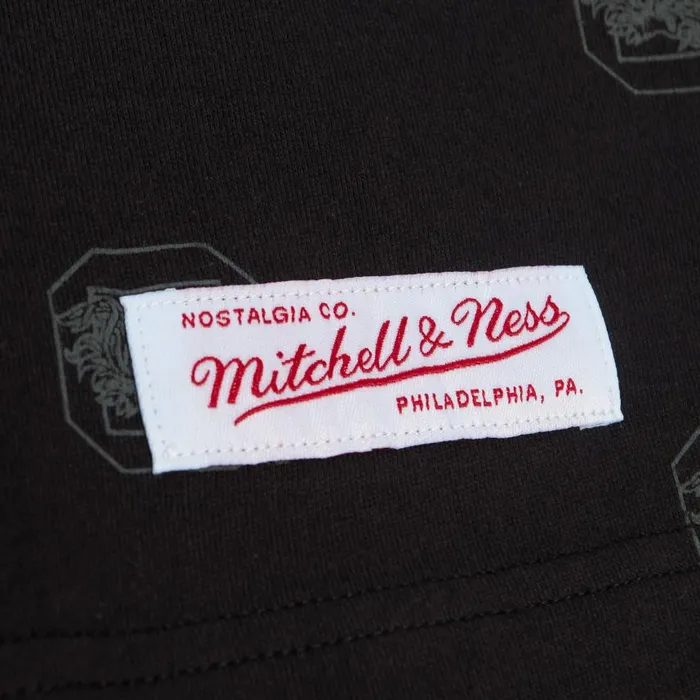 NOSTALGIA CO.
Mitchell & Ness
PHILADELPHIA, PA.